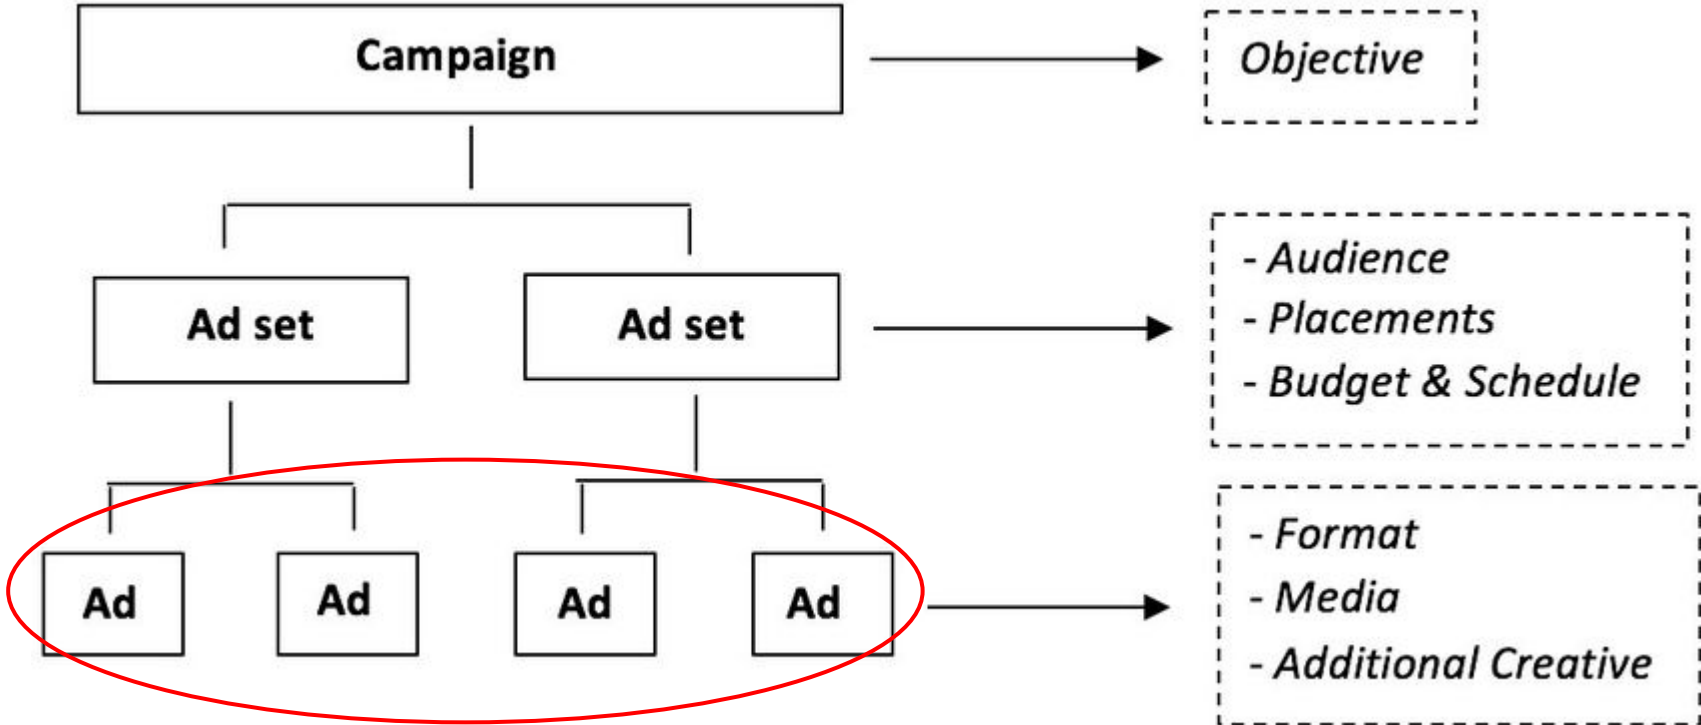 Campaign
Objective
Ad set
Ad set
- Audience
- Placements
- Budget & Schedule
Ad
Ad
Ad
Ad
- Format
- Media
- Additional Creative